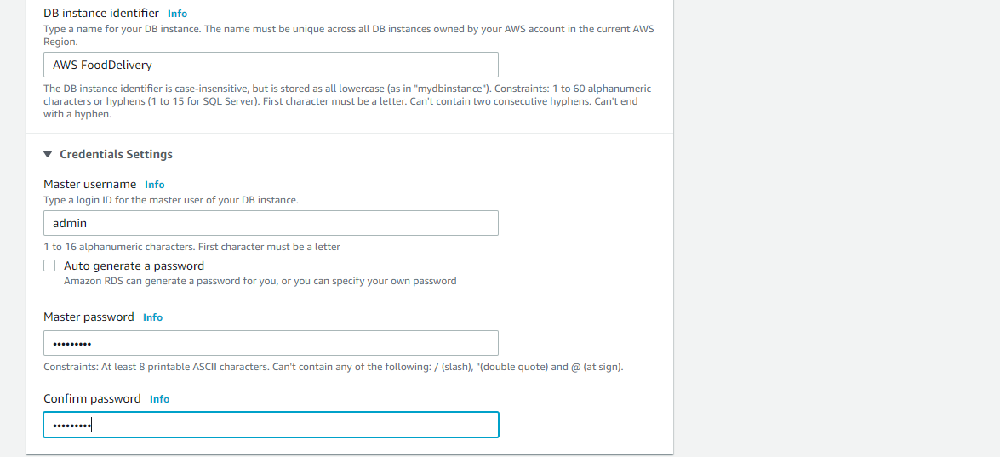 DB instance identifier Info
Type a name for your DB instance. The name must be unique across all DB instances owned by your AWS account in the current AWS
Region.
AWS FoodDelivery
The DB instance identifier is case-insensitive, but is stored as all lowercase (as in "mydbinstance"). Constraints: 1 to 60 alphanumeric
characters or hyphens (1 to 15 for SQL Server). First character must be a letter. Can't contain two consecutive hyphens. Can't end
with a hyphen.
Credentials Settings
Master username Info
Type a login ID for the master user of your DB instance.
admin
1 to 16 alphanumeric characters. First character must be a letter
Auto generate a password
Amazon RDS can generate a password for you, or you can specify your own password
Master password Info
•••••••••
Constraints: At least 8 printable ASCII characters. Can't contain any of the following: / (slash), "(double quote) and @ (at sign).
Confirm password Info
•••••••••